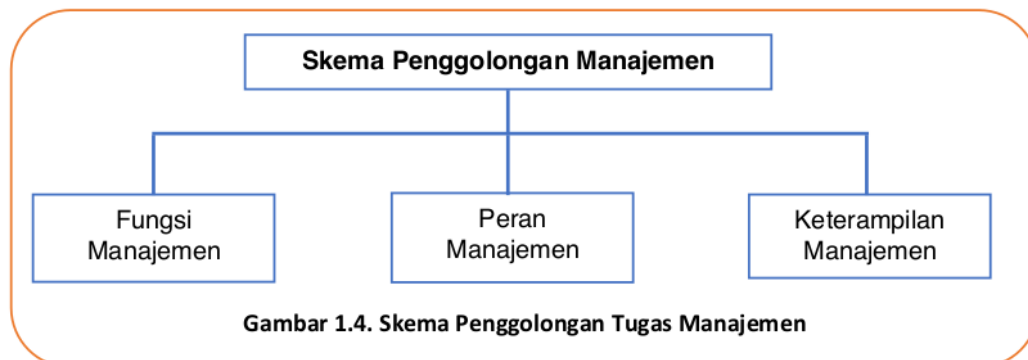 Skema Penggolongan Manajemen
Fungsi
Manajemen
Peran
Manajemen
Keterampilan
Manajemen
Gambar 1.4. Skema Penggolongan Tugas Manajemen